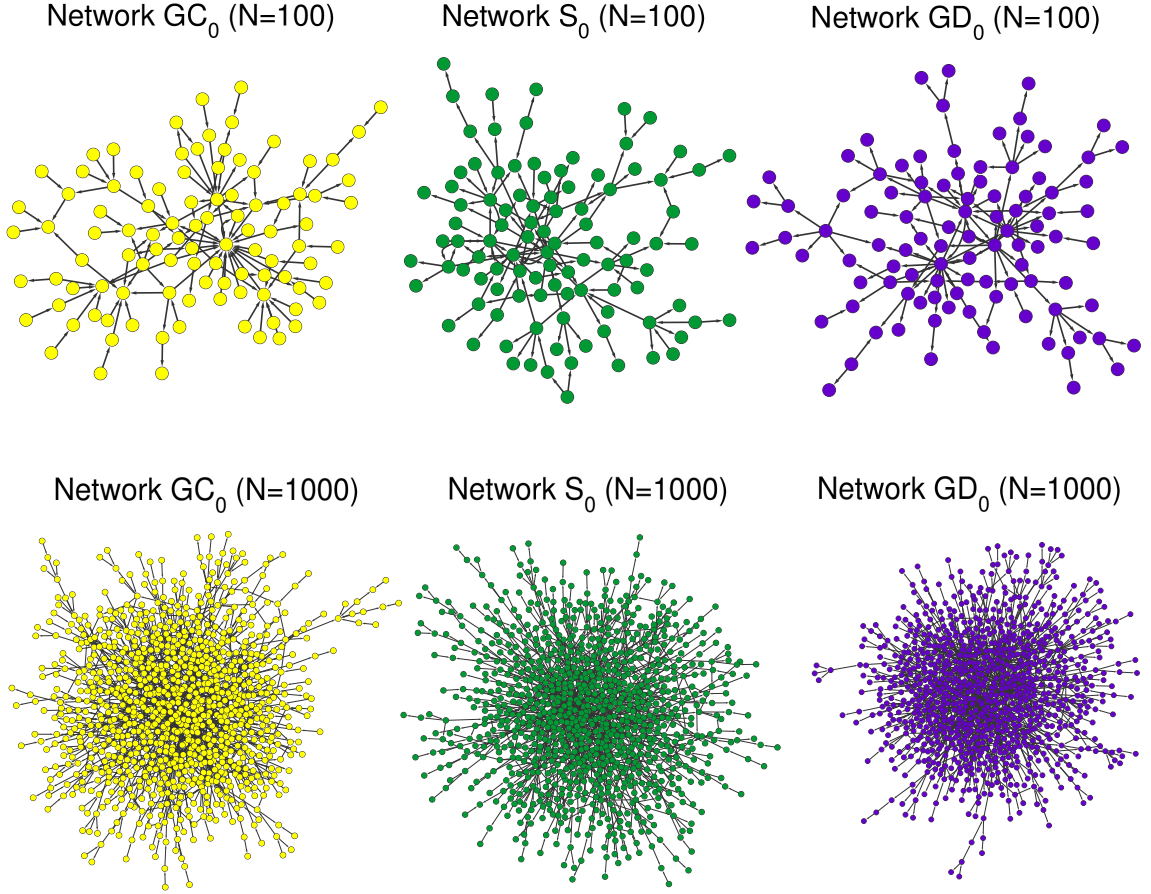 Network GC₀ (N=100)
Network S₀ (N=100)
Network GD₀ (N=100)
Network GC₀ (N=1000)
Network S₀ (N=1000)
Network GD₀ (N=1000)